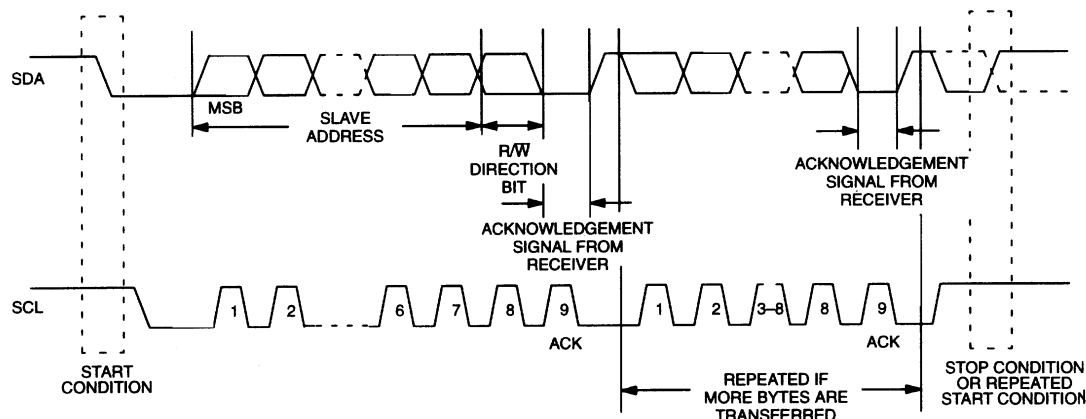 SDA
MSB
SLAVE
ADDRESS
R/W̅
DIRECTION
BIT
ACKNOWLEDGEMENT
SIGNAL FROM
RECEIVER
ACKNOWLEDGEMENT
SIGNAL FROM
RECEIVER
SCL
1 2 6 7 8 9 1 2 3–8 8 9
ACK
ACK
START
CONDITION
REPEATED IF
MORE BYTES ARE
TRANSFERRED
STOP CONDITION
OR REPEATED
START CONDITION